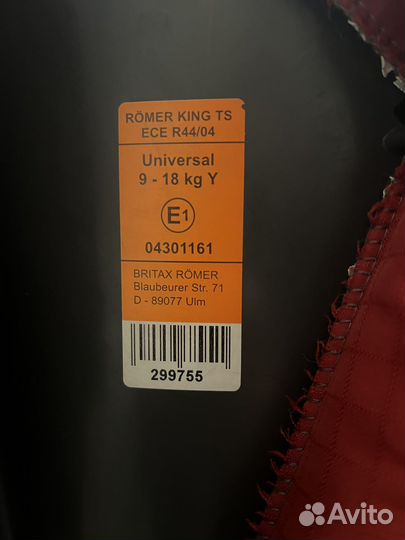 RÖMER KING TS
ECE R44/04
Universal
9 - 18 kg Y
E1
04301161
BRITAX RÖMER
Blaubeurer Str. 71
D - 89077 Ulm
299755
Avito